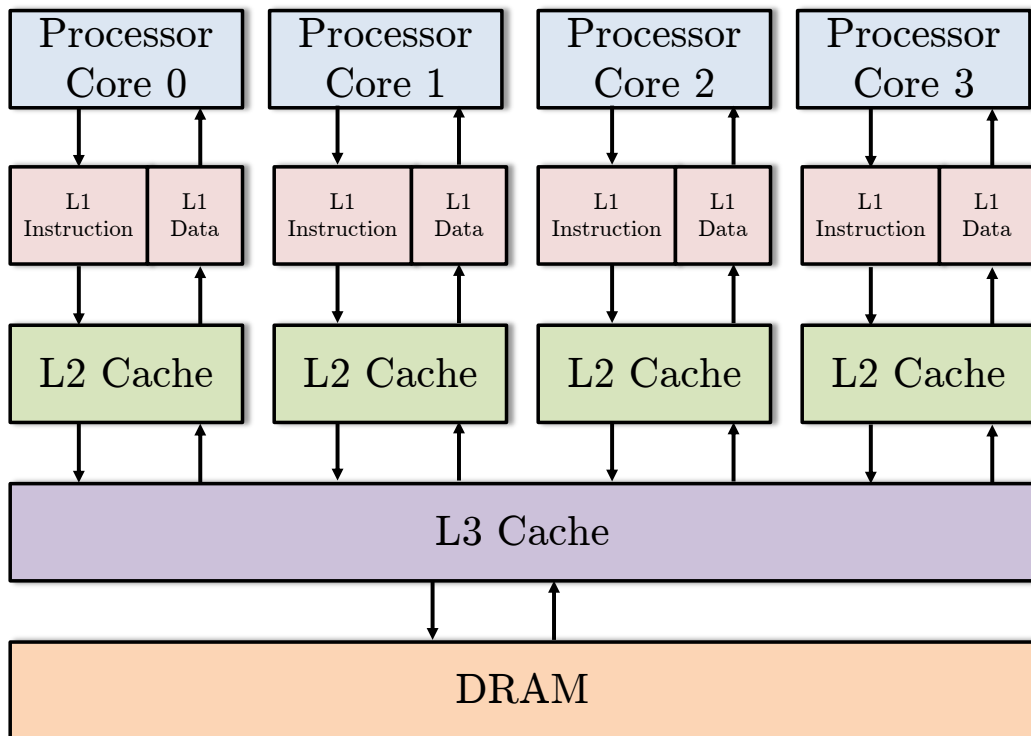 Processor
Core 0
Processor
Core 1
Processor
Core 2
Processor
Core 3
L1
Instruction
L1
Data
L1
Instruction
L1
Data
L1
Instruction
L1
Data
L1
Instruction
L1
Data
L2 Cache
L2 Cache
L2 Cache
L2 Cache
L3 Cache
DRAM